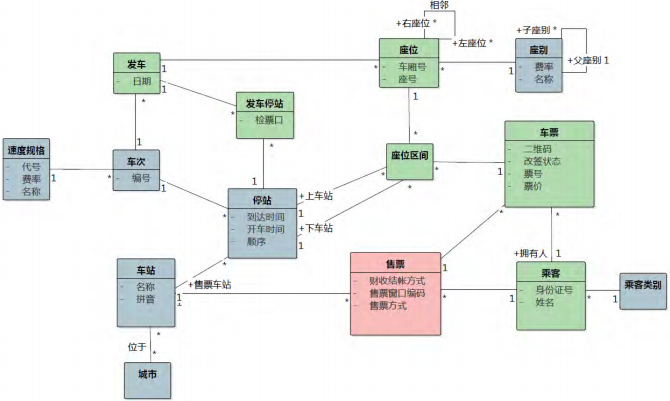 相邻
+右座位 *
+左座位 *
座位
- 车厢号
- 座号
+子座别 *
座别
- 费率
- 名称
+父座别 1
发车
- 日期
1
1
1
*
*
*
1
1
发车停站
- 检票口
*
*
1
速度规格
- 代号
- 费率
- 名称
1
*
车次
- 编号
1
*
座位区间
*
*
*
*
1
车票
- 二维码
- 改签状态
- 票号
- 票价
停站
- 到达时间
- 开车时间
- 顺序
1
+上车站
1
+下车站
1
*
*
*
+拥有人
1
车站
- 名称
- 拼音
*
+售票车站
1
售票
- 财收结帐方式
- 售票窗口编码
- 售票方式
1
*
*
1
乘客
- 身份证号
- 姓名
*
1
乘客类别
位于
*
*
城市